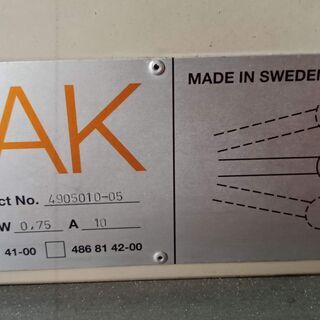 AK
MADE IN SWEDEN
ct No. 4905010-05
W 0,75 A 10
41-00 486 81 42-00